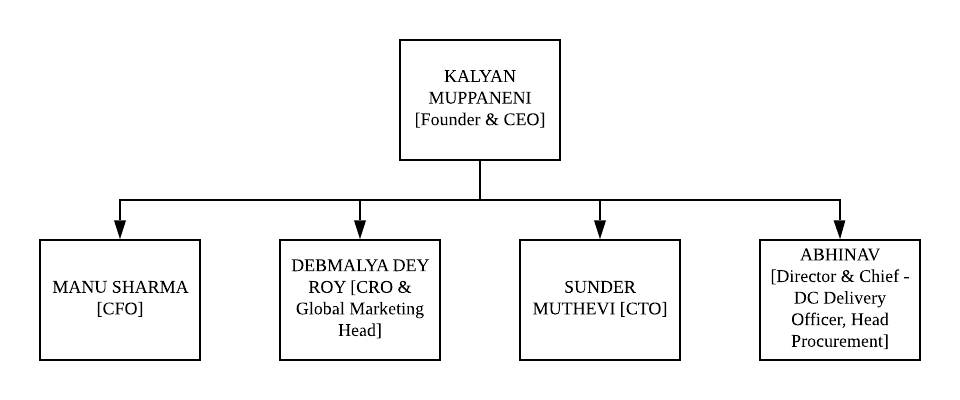 KALYAN
MUPPANENI
[Founder & CEO]
MANU SHARMA
[CFO]
DEBMALYA DEY
ROY [CRO &
Global Marketing
Head]
SUNDER
MUTHEVI [CTO]
ABHINAV
[Director & Chief -
DC Delivery
Officer, Head
Procurement]